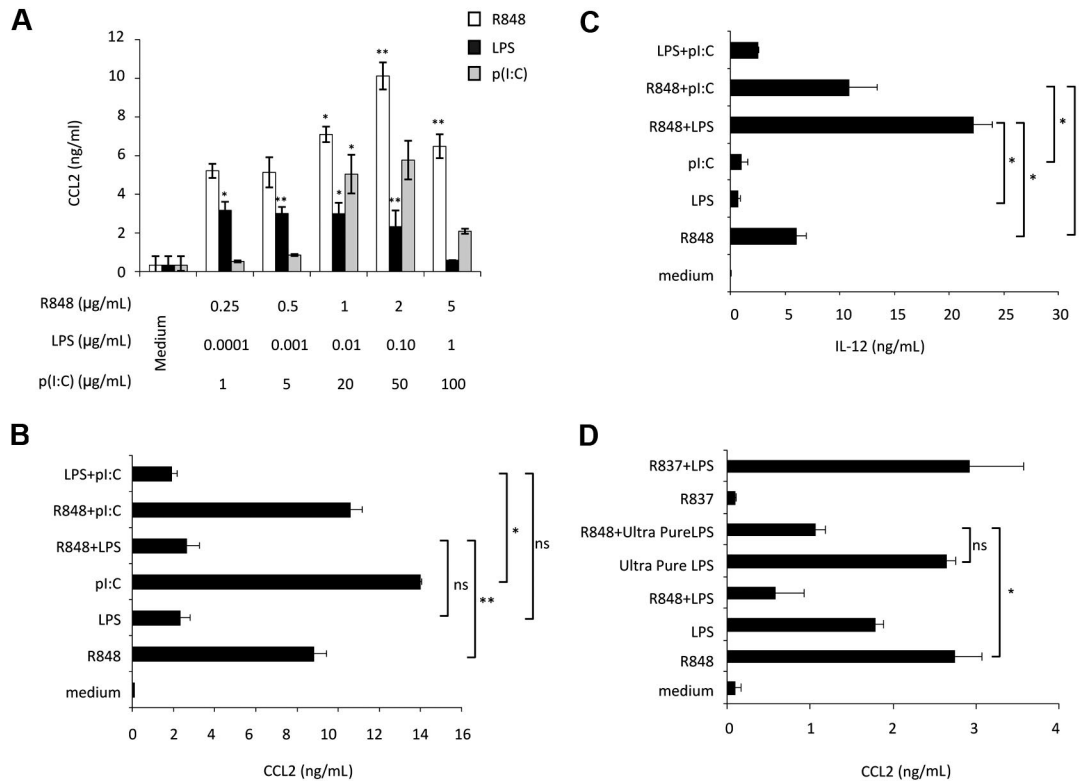 A
R848
LPS
p(I:C)
CCL2 (ng/ml)
12
10
8
6
4
2
0
* ** * * * ** ** **
Medium
R848 (µg/mL) 0.25 0.5 1 2 5
LPS (µg/mL) 0.0001 0.001 0.01 0.10 1
p(I:C) (µg/mL) 1 5 20 50 100
B
LPS+pI:C
R848+pI:C
R848+LPS
pI:C
LPS
R848
medium
* ns
ns **
0 2 4 6 8 10 12 14 16
CCL2 (ng/mL)
C
LPS+pI:C
R848+pI:C
R848+LPS
pI:C
LPS
R848
medium
* * * *
0 5 10 15 20 25 30
IL-12 (ng/mL)
D
R837+LPS
R837
R848+Ultra PureLPS
Ultra Pure LPS
R848+LPS
LPS
R848
medium
ns *
0 1 2 3 4
CCL2 (ng/mL)